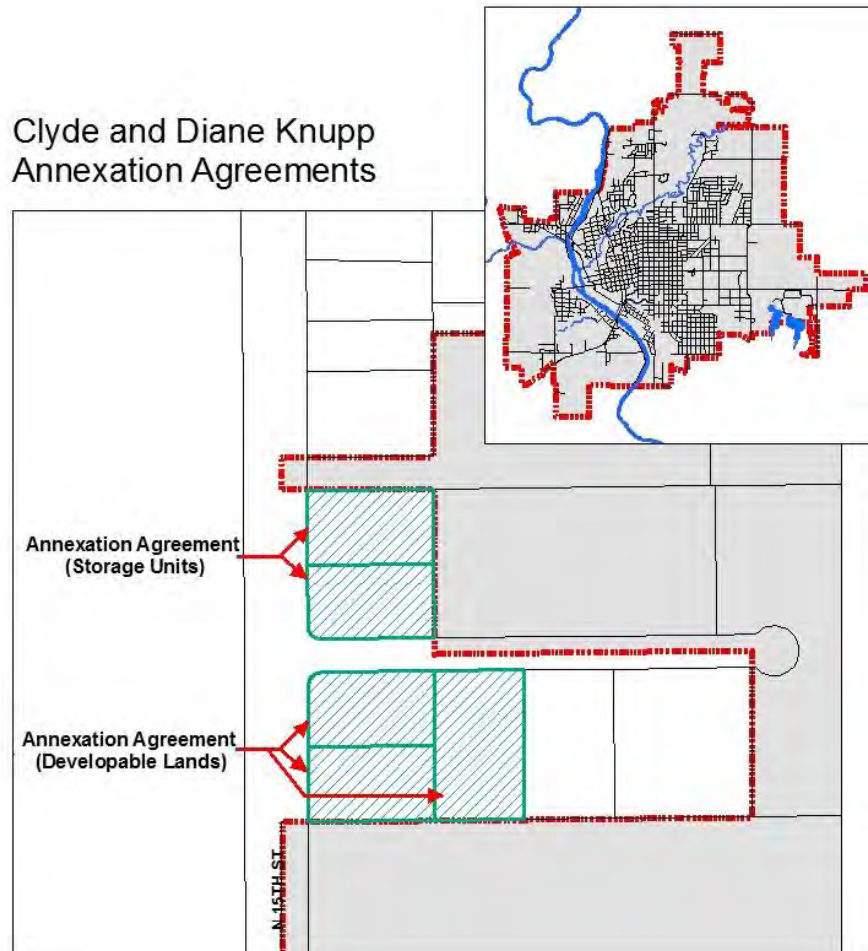 Clyde and Diane Knupp
Annexation Agreements
Annexation Agreement
(Storage Units)
Annexation Agreement
(Developable Lands)
N 15TH ST